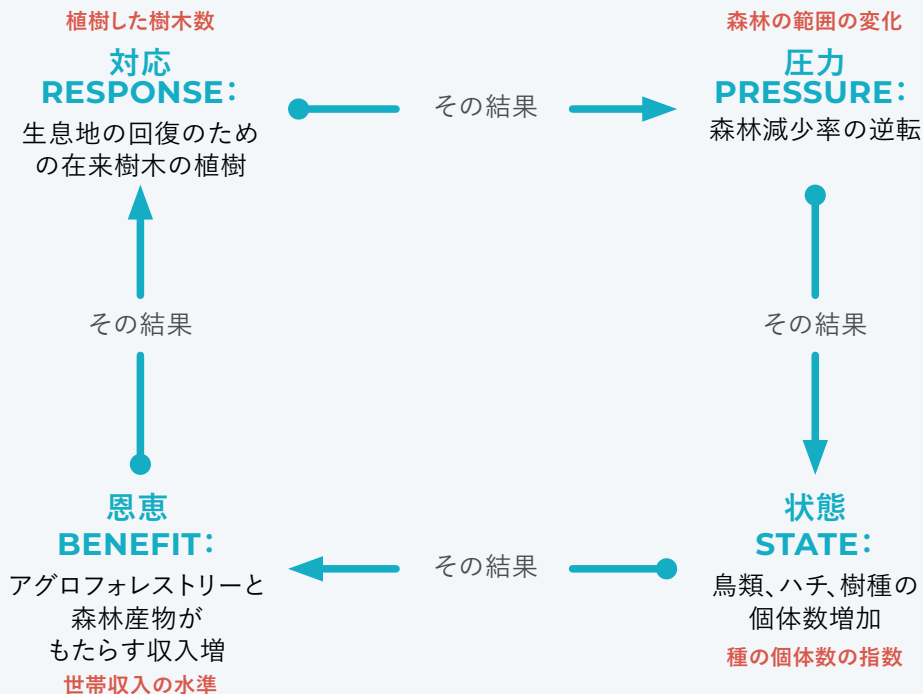 植樹した樹木数
対応
RESPONSE：
生息地の回復のため
の在来樹木の植樹
その結果
森林の範囲の変化
圧力
PRESSURE：
森林減少率の逆転
その結果
その結果
恩恵
BENEFIT：
アグロフォレストリーと
森林産物が
もたらす収入増
世帯収入の水準
その結果
状態
STATE：
鳥類、ハチ、樹種の
個体数増加
種の個体数の指数